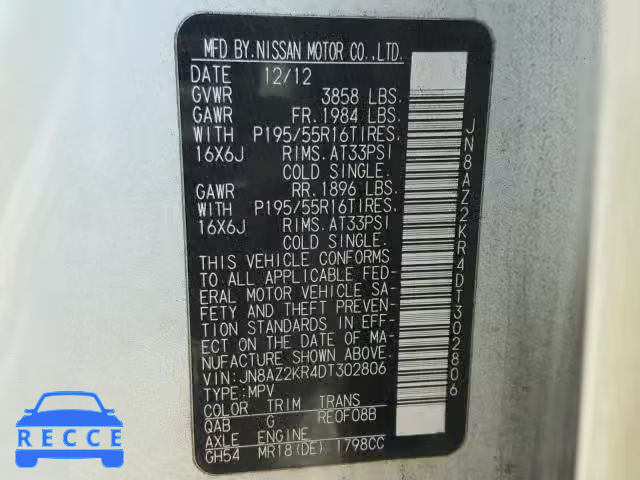 MFD BY.NISSAN MOTOR CO.,LTD.
DATE 12/12
GVWR 3858 LBS.
GAWR FR.1984 LBS.
WITH P195/55R16TIRES.
16X6J RIMS.AT33PSI
COLD SINGLE.
GAWR RR.1896 LBS.
WITH P195/55R16TIRES.
16X6J RIMS.AT33PSI
COLD SINGLE.
THIS VEHICLE CONFORMS
TO ALL APPLICABLE FED-
ERAL MOTOR VEHICLE SA-
FETY AND THEFT PREVEN-
TION STANDARDS IN EFF-
ECT ON THE DATE OF MA-
NUFACTURE SHOWN ABOVE.
VIN:JN8AZ2KR4DT302806
TYPE:MPV
COLOR TRIM TRANS
QAB G RE0F08B
AXLE ENGINE
GH54 MR18(DE) 1798CC
JN8AZ2KR4DT302806
RECCE